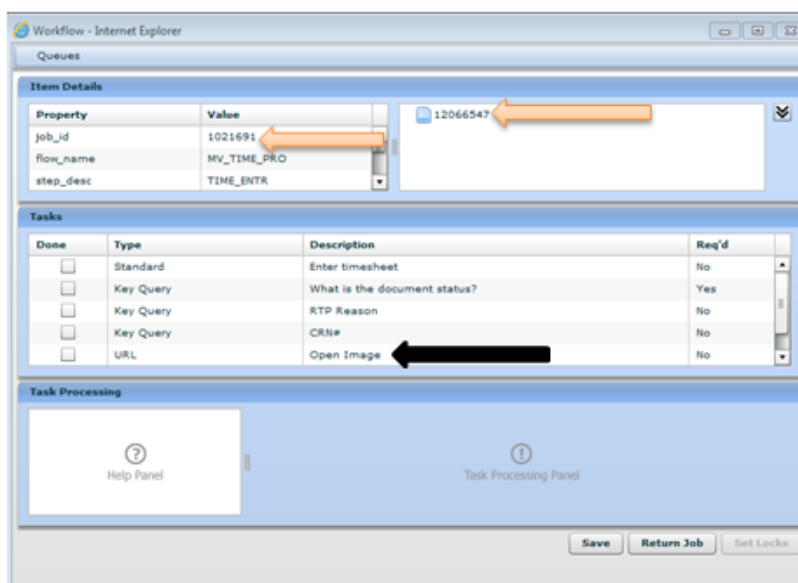 Workflow - Internet Explorer
Queues
Item Details
Property Value
job_id 1021691
flow_name MV_TIME_PRO
step_desc TIME_ENTR
12066547
Tasks
Done Type Description Req'd
Standard Enter timesheet No
Key Query What is the document status? Yes
Key Query RTP Reason No
Key Query CRN# No
URL Open Image No
Task Processing
Help Panel
Task Processing Panel
Save Return Job Set Locks